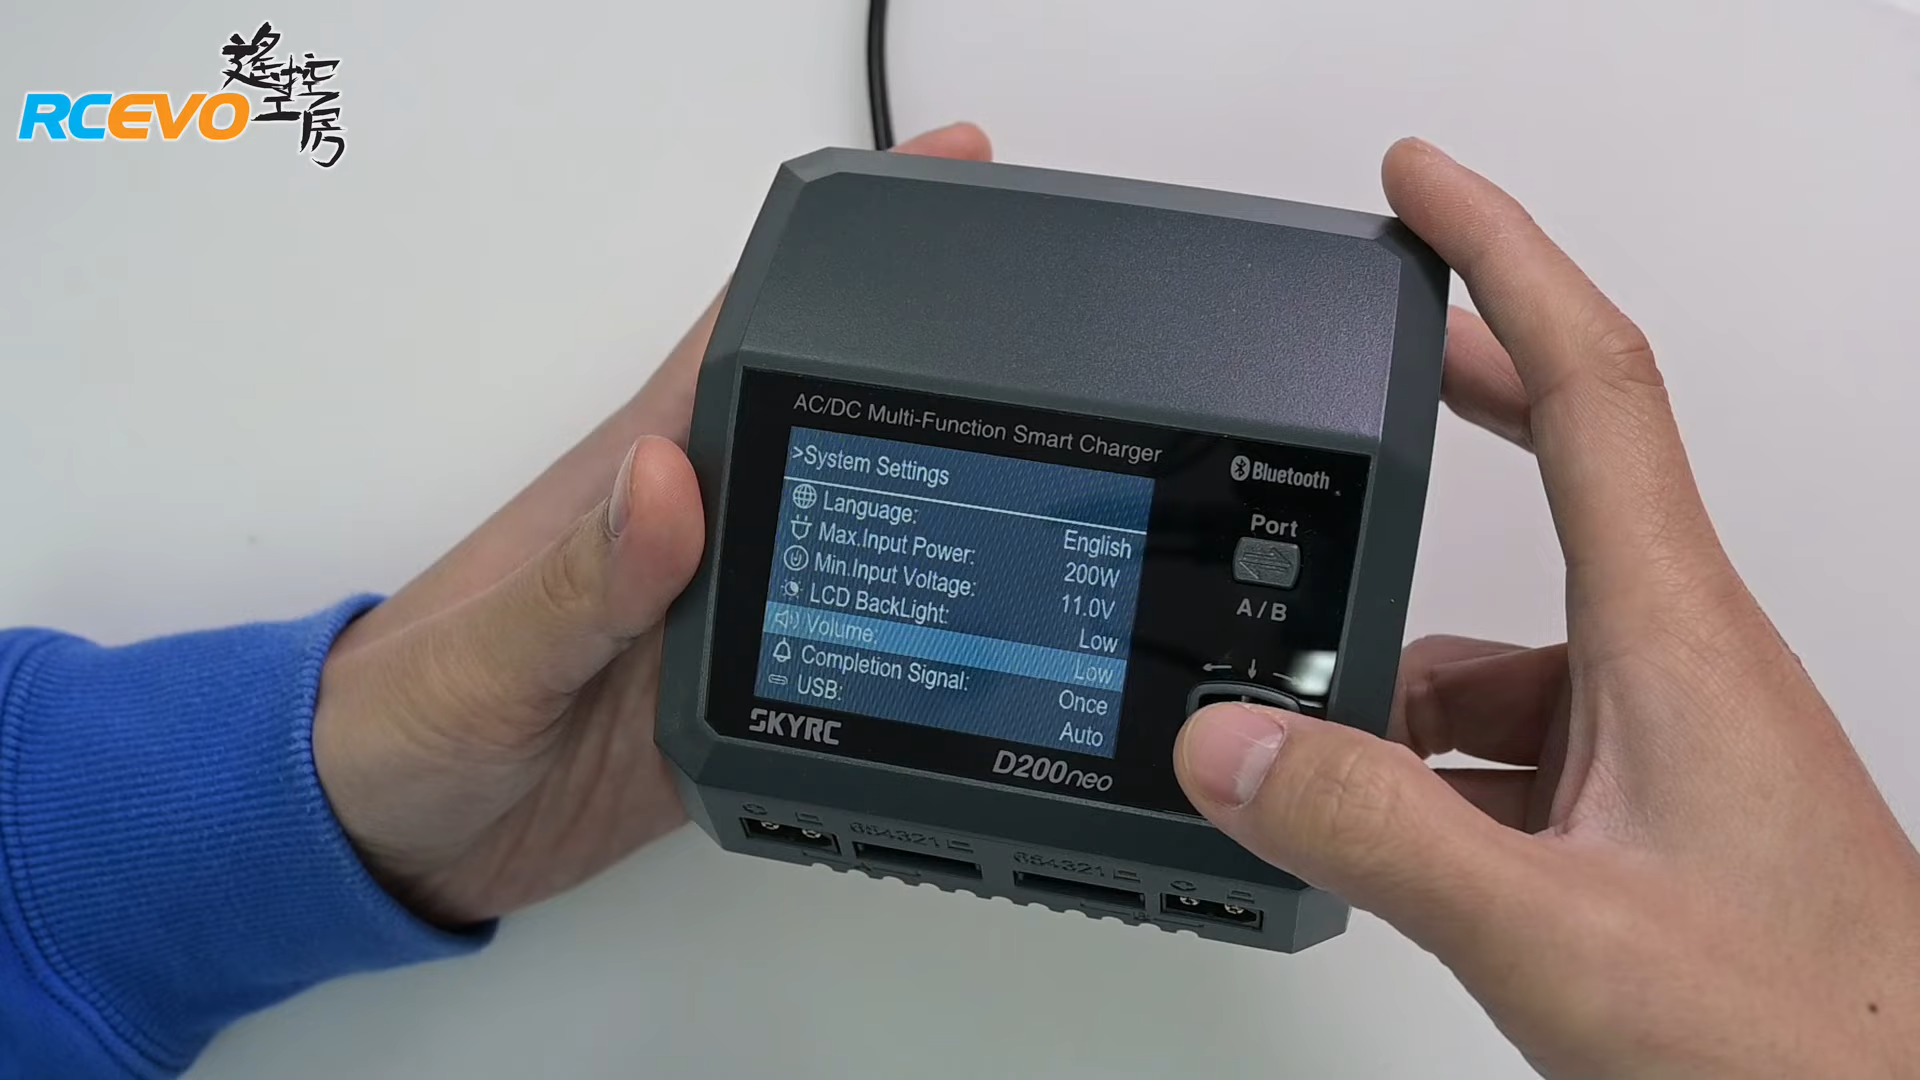 遙控
工房
RCEVO
AC/DC Multi-Function Smart Charger
>System Settings
Language: English
Max.Input Power: 200W
Min.Input Voltage: 11.0V
LCD BackLight: Low
Volume: Low
Completion Signal: Once
USB: Auto
Bluetooth
Port
A/B
SKYRC
D200neo
654321
654321